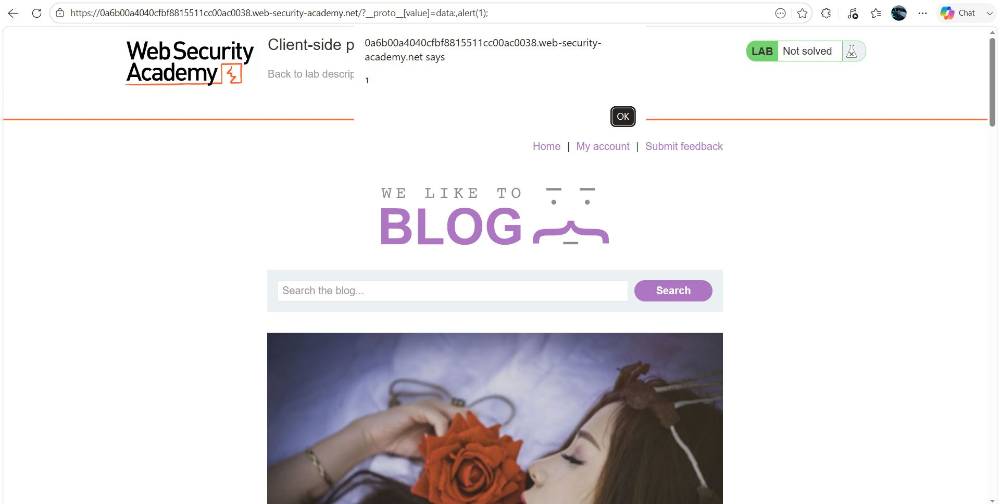 https://0a6b00a4040cfbf8815511cc00ac0038.web-security-academy.net/?__proto__[value]=data:,alert(1);
Chat
WebSecurity
Academy
Client-side p
Back to lab descrip
0a6b00a4040cfbf8815511cc00ac0038.web-security-
academy.net says
1
OK
LAB Not solved
Home | My account | Submit feedback
WE LIKE TO
BLOG
Search the blog...
Search